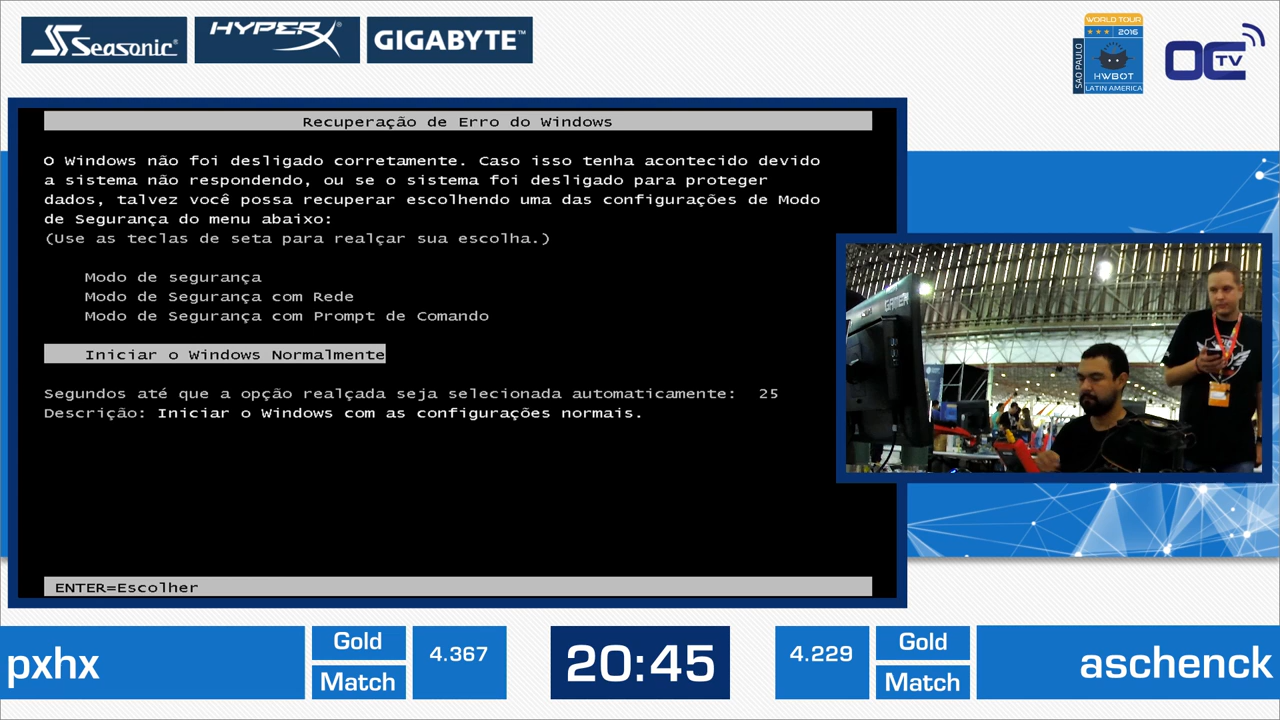 Seasonic®
HYPERX®
GIGABYTE™
WORLD TOUR
2016
SAO PAULO
HWBOT
LATIN AMERICA
OC TV
Recuperação de Erro do Windows
O Windows não foi desligado corretamente. Caso isso tenha acontecido devido
a sistema não respondendo, ou se o sistema foi desligado para proteger
dados, talvez você possa recuperar escolhendo uma das configurações de Modo
de Segurança do menu abaixo:
(Use as teclas de seta para realçar sua escolha.)
Modo de segurança
Modo de Segurança com Rede
Modo de Segurança com Prompt de Comando
Iniciar o Windows Normalmente
Segundos até que a opção realçada seja selecionada automaticamente: 25
Descrição: Iniciar o Windows com as configurações normais.
ENTER=Escolher
pxhx
Gold
Match
4.367
20:45
4.229
Gold
Match
aschenck